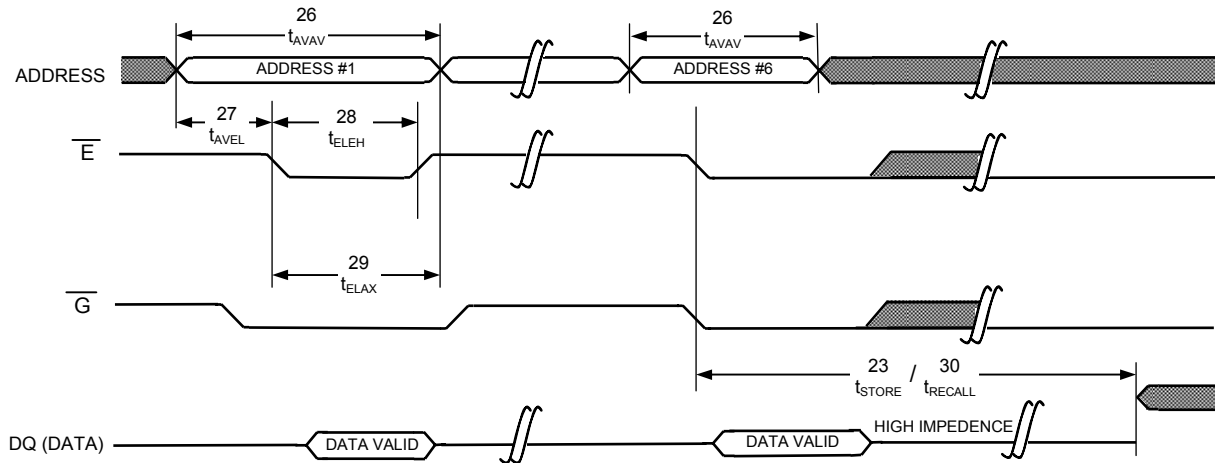 26
tAVAV
26
tAVAV
ADDRESS
ADDRESS #1
ADDRESS #6
27
tAVEL
28
tELEH
E
29
tELAX
G
23 / 30
tSTORE tRECALL
DQ (DATA)
DATA VALID
DATA VALID
HIGH IMPEDENCE